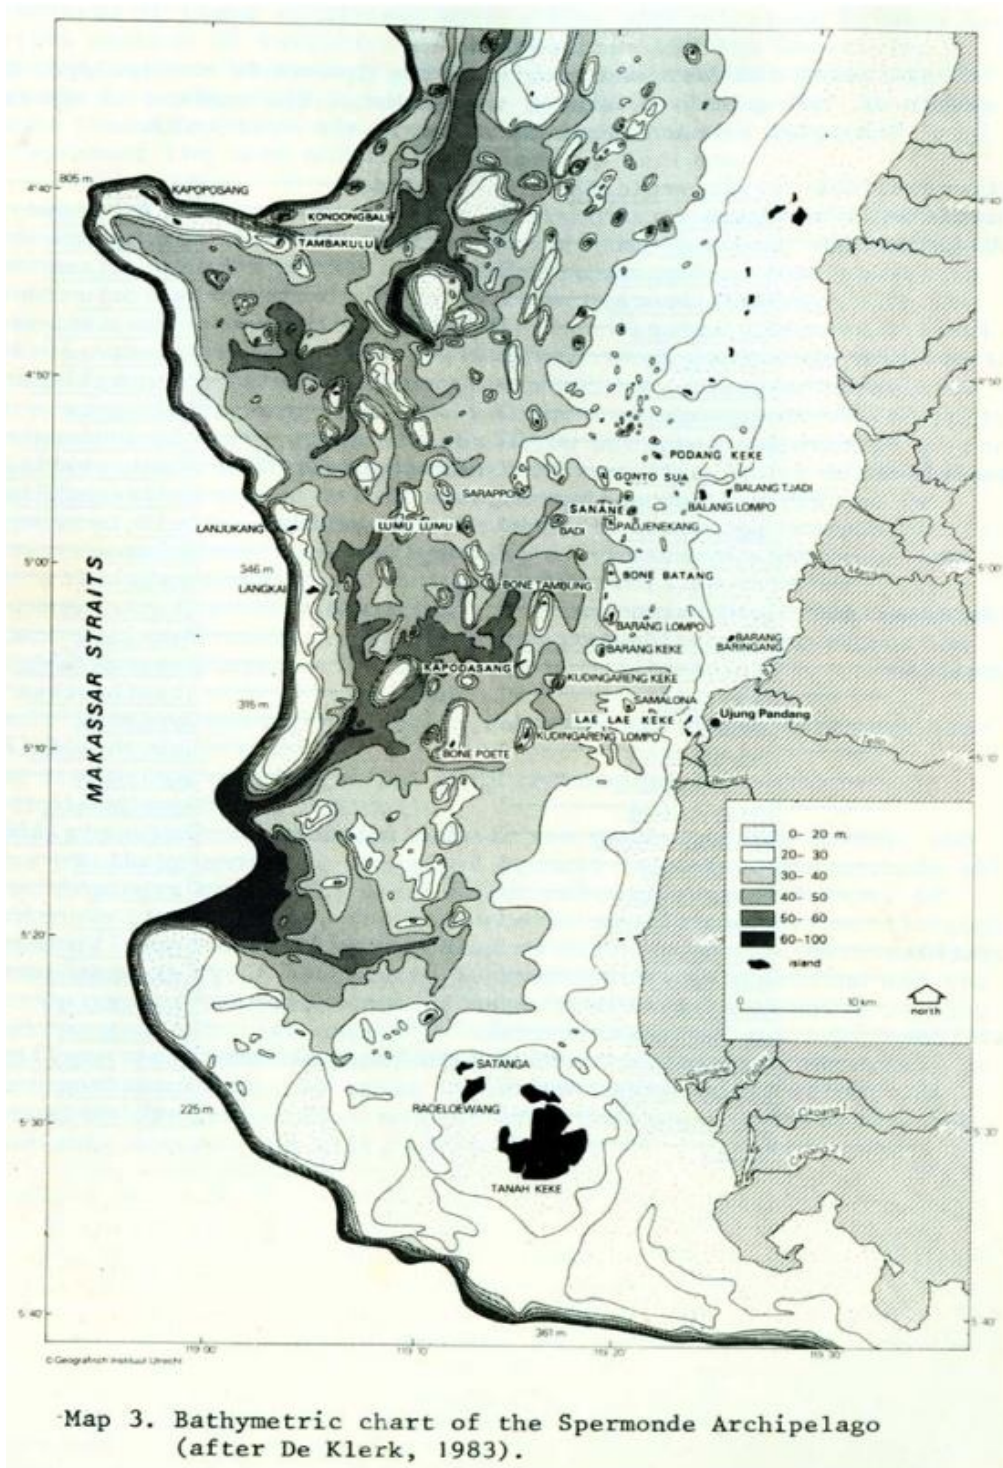 805 m
KAPOPOSANG
4°40'
KONDONGBALI
TAMBAKULU
4°50'
PODANG KEKE
GONTO SUA
BALANG TJADI
SARAPPO
SANANE
BALANG LOMPO
LANJUKANG
LUMU LUMU
BADI
PADJENEKANG
5°00'
346 m
LANGKAI
BONE TAMBUNG
BONE BATANG
MAKASSAR STRAITS
BARANG LOMPO
BARANG
BARINGANG
BARANG KEKE
KAPODASANG
KUDINGARENG KEKE
315 m
SAMALONA
LAE LAE KEKE
Ujung Pandang
KUDINGARENG LOMPO
BONE POETE
5°10'
0- 20 m.
20- 30
30- 40
40- 50
50- 60
60-100
island
0 10 km
north
5°20'
SATANGA
RAOELOEWANG
225 m
5°30'
TANAH KEKE
5°40'
361 m
119°00'
119°10'
119°20'
119°30'
© Geografisch Instituut Utrecht
Map 3. Bathymetric chart of the Spermonde Archipelago
(after De Klerk, 1983).